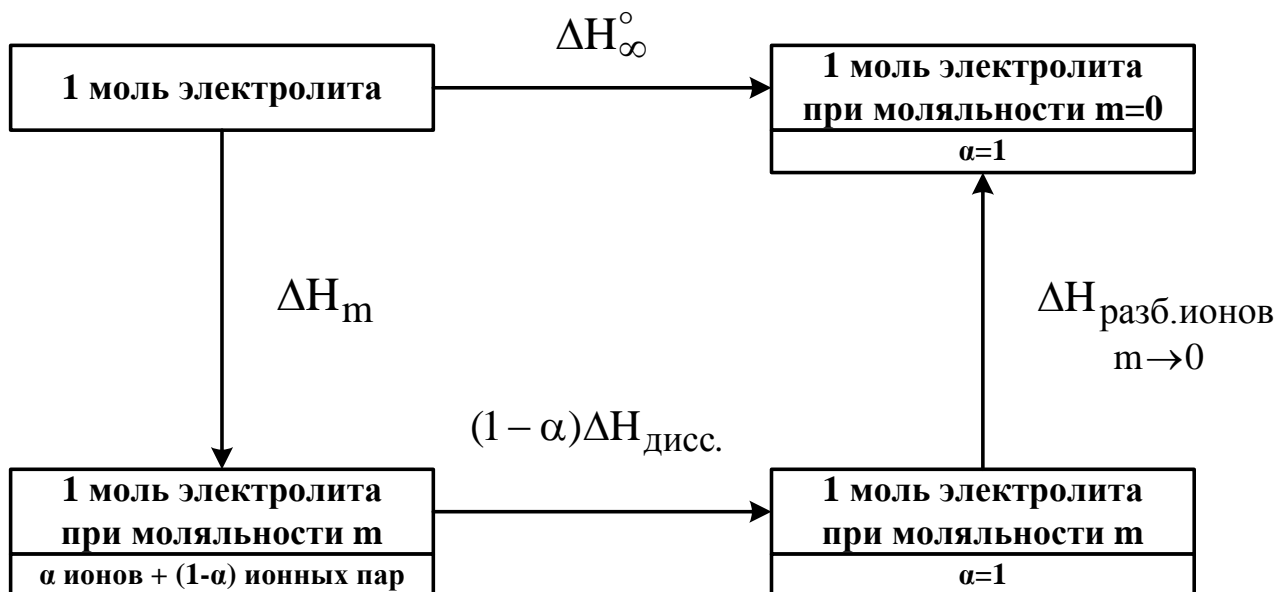 ΔH°∞
1 моль электролита
1 моль электролита
при моляльности m=0
α=1
ΔHm
ΔHразб.ионов
m→0
(1 − α)ΔHдисс.
1 моль электролита
при моляльности m
α ионов + (1-α) ионных пар
1 моль электролита
при моляльности m
α=1